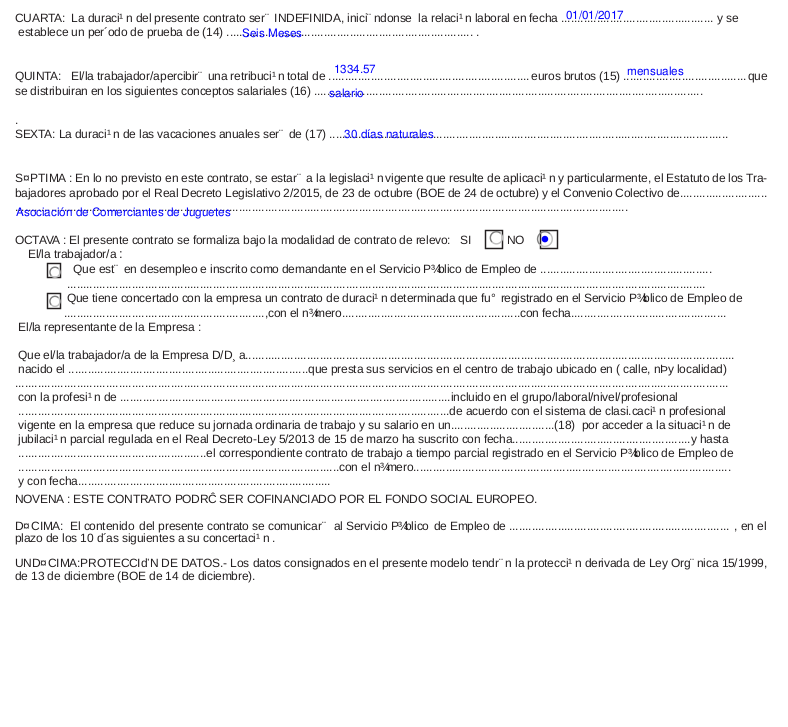 CUARTA: La duraci¹ n del presente contrato ser¨ INDEFINIDA, inici¨ ndonse la relaci¹ n laboral en fecha 01/01/2017 y se
establece un per´odo de prueba de (14) Seis Meses
QUINTA: El/la trabajador/apercibir¨ una retribuci¹ n total de 1334.57 euros brutos (15) mensuales que
se distribuiran en los siguientes conceptos salariales (16) salario
.
SEXTA: La duraci¹ n de las vacaciones anuales ser¨ de (17) 30 días naturales
S¤PTIMA : En lo no previsto en este contrato, se estar¨ a la legislaci¹ n vigente que resulte de aplicaci¹ n y particularmente, el Estatuto de los Tra-
bajadores aprobado por el Real Decreto Legislativo 2/2015, de 23 de octubre (BOE de 24 de octubre) y el Convenio Colectivo de
Asociación de Comerciantes de Juguetes
OCTAVA : El presente contrato se formaliza bajo la modalidad de contrato de relevo: SI NO
El/la trabajador/a :
Que est¨ en desempleo e inscrito como demandante en el Servicio P¾blico de Empleo de
Que tiene concertado con la empresa un contrato de duraci¹ n determinada que fu° registrado en el Servicio P¾blico de Empleo de
,con el n¾mero con fecha
El/la representante de la Empresa :
Que el/la trabajador/a de la Empresa D/D¸ a
nacido el que presta sus servicios en el centro de trabajo ubicado en ( calle, nÞy localidad)
con la profesi¹ n de incluido en el grupo/laboral/nivel/profesional
de acuerdo con el sistema de clasi.caci¹ n profesional
vigente en la empresa que reduce su jornada ordinaria de trabajo y su salario en un (18) por acceder a la situaci¹ n de
jubilaci¹ n parcial regulada en el Real Decreto-Ley 5/2013 de 15 de marzo ha suscrito con fecha y hasta
el correspondiente contrato de trabajo a tiempo parcial registrado en el Servicio P¾blico de Empleo de
con el n¾mero
y con fecha
NOVENA : ESTE CONTRATO PODRĈ SER COFINANCIADO POR EL FONDO SOCIAL EUROPEO.
D¤CIMA: El contenido del presente contrato se comunicar¨ al Servicio P¾blico de Empleo de , en el
plazo de los 10 d´as siguientes a su concertaci¹ n .
UND¤CIMA:PROTECCId'N DE DATOS.- Los datos consignados en el presente modelo tendr¨ n la protecci¹ n derivada de Ley Org¨ nica 15/1999,
de 13 de diciembre (BOE de 14 de diciembre).